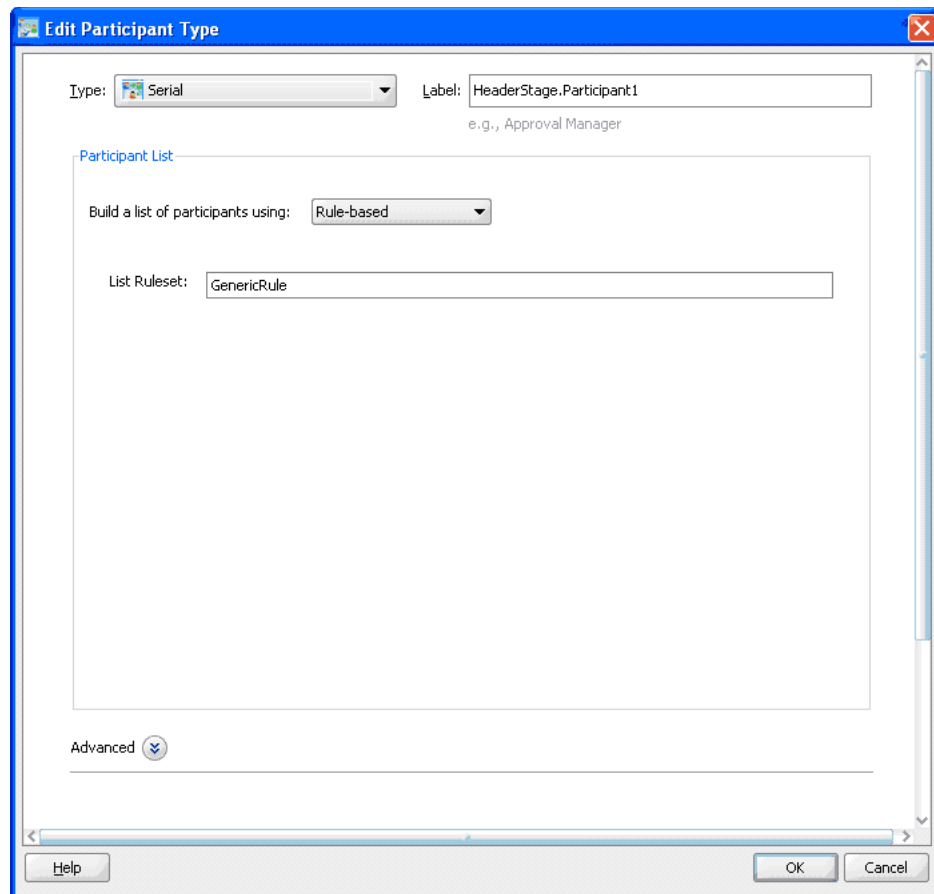 Edit Participant Type
Type: Serial Label: HeaderStage.Participant1
e.g., Approval Manager
Participant List
Build a list of participants using: Rule-based
List Ruleset: GenericRule
Advanced
Help OK Cancel